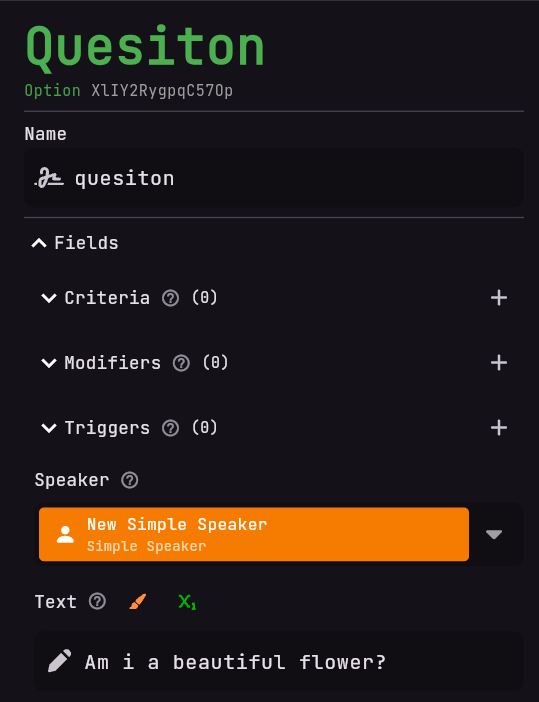 Quesiton
Option XlIY2RygpqC57Op
Name
quesiton
Fields
Criteria (0)
Modifiers (0)
Triggers (0)
Speaker
New Simple Speaker
Simple Speaker
Text
Am i a beautiful flower?